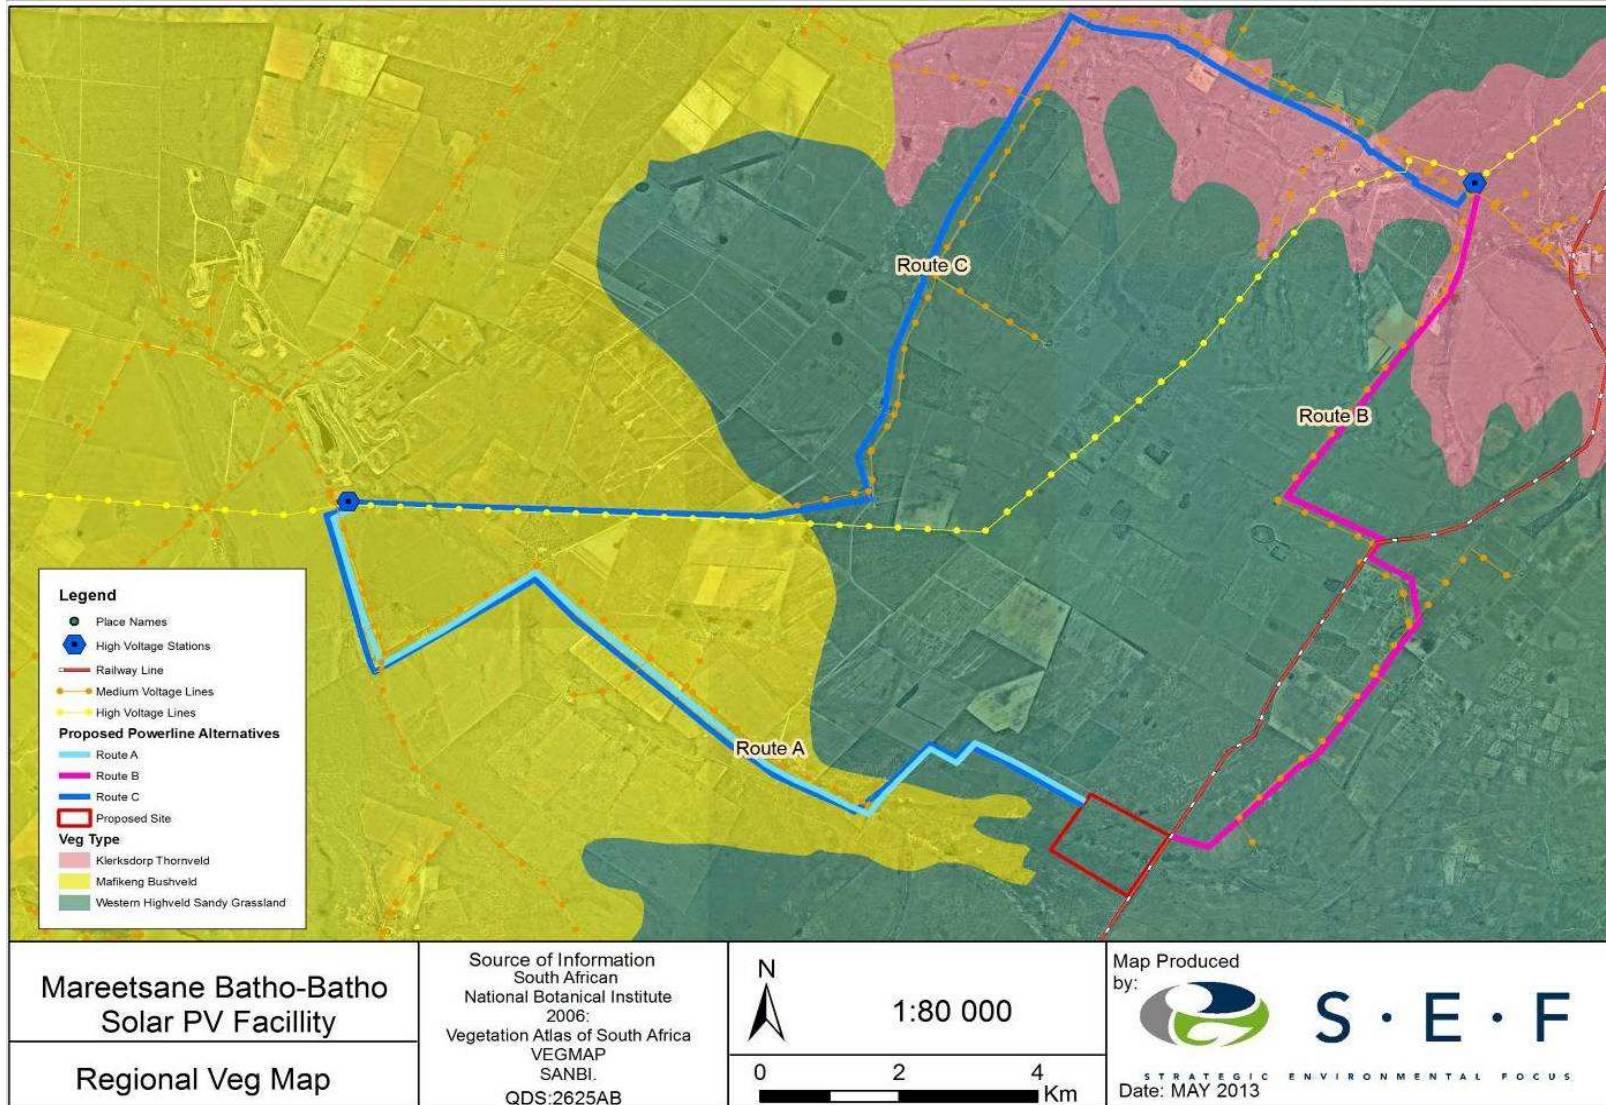 Route C
Route B
Route A
Legend
Place Names
High Voltage Stations
Railway Line
Medium Voltage Lines
High Voltage Lines
Proposed Powerline Alternatives
Route A
Route B
Route C
Proposed Site
Veg Type
Klerksdorp Thornveld
Mafikeng Bushveld
Western Highveld Sandy Grassland
Mareetsane Batho-Batho
Solar PV Facillity
Regional Veg Map
Source of Information
South African
National Botanical Institute
2006:
Vegetation Atlas of South Africa
VEGMAP
SANBI.
QDS:2625AB
N
1:80 000
0 2 4
Km
Map Produced
by:
S·E·F
STRATEGIC ENVIRONMENTAL FOCUS
Date: MAY 2013